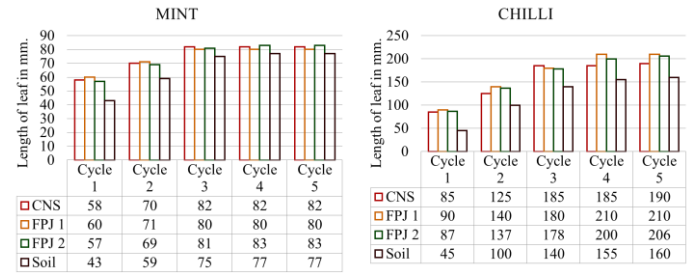 MINT
Length of leaf in mm.
90
80
70
60
50
40
30
20
10
0
Cycle 1 Cycle 2 Cycle 3 Cycle 4 Cycle 5
CNS 58 70 82 82 82
FPJ 1 60 71 80 80 80
FPJ 2 57 69 81 83 83
Soil 43 59 75 77 77
CHILLI
Length of leaf in mm.
250
200
150
100
50
0
Cycle 1 Cycle 2 Cycle 3 Cycle 4 Cycle 5
CNS 85 125 185 185 190
FPJ 1 90 140 180 210 210
FPJ 2 87 137 178 200 206
Soil 45 100 140 155 160